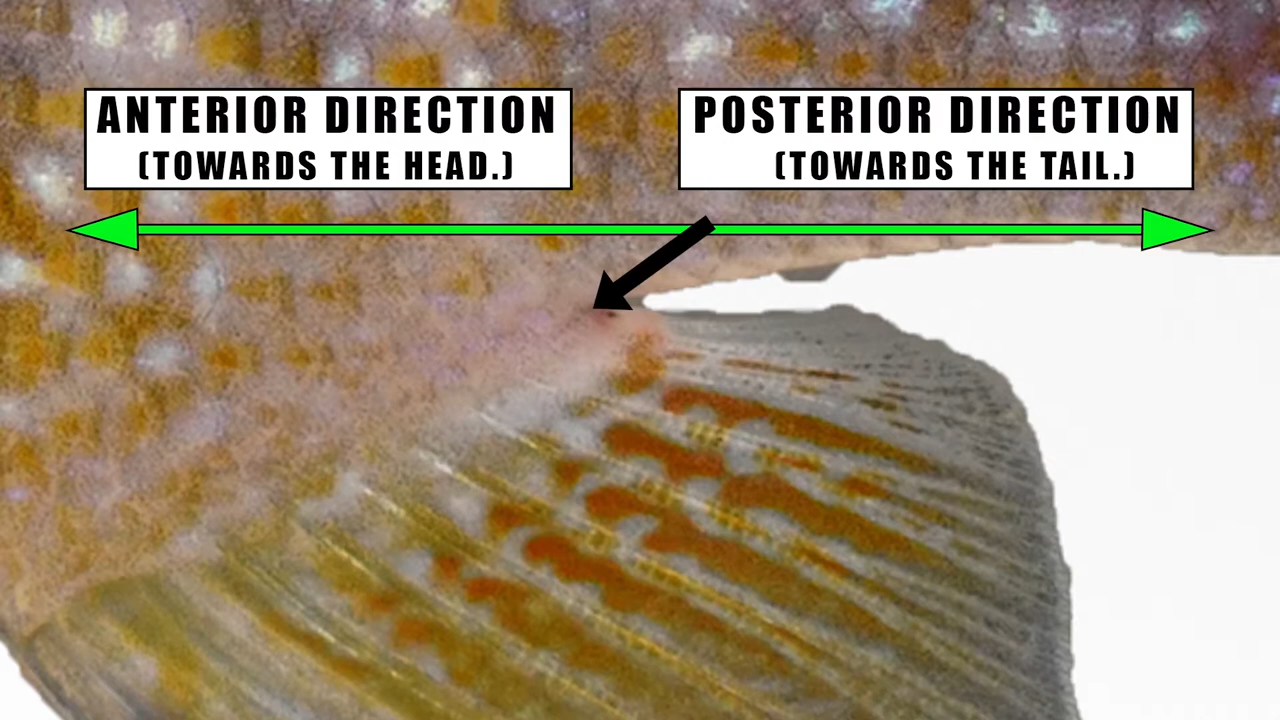 ANTERIOR DIRECTION
(TOWARDS THE HEAD.)
POSTERIOR DIRECTION
(TOWARDS THE TAIL.)